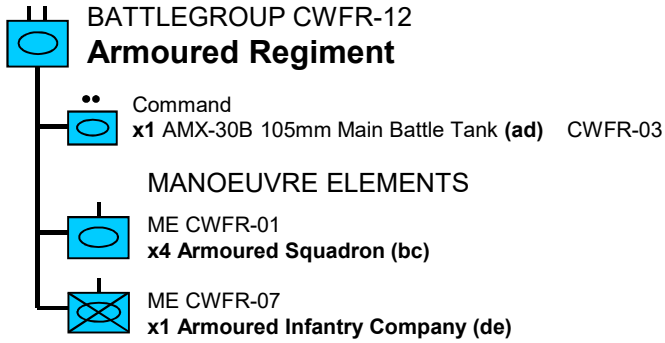 BATTLEGROUP CWFR-12
Armoured Regiment
Command
x1 AMX-30B 105mm Main Battle Tank (ad) CWFR-03
MANOEUVRE ELEMENTS
ME CWFR-01
x4 Armoured Squadron (bc)
ME CWFR-07
x1 Armoured Infantry Company (de)